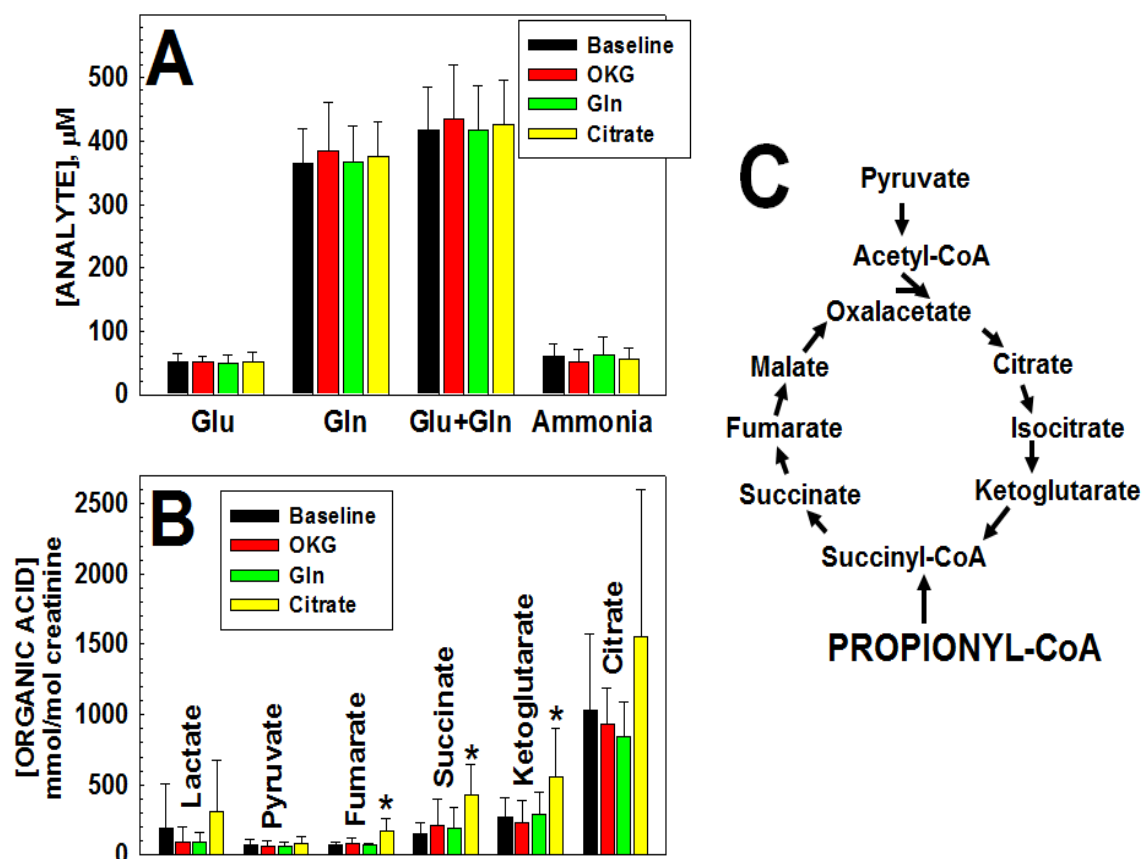 A
Baseline
OKG
Gln
Citrate
[ANALYTE], µM
500
400
300
200
100
0
Glu
Gln
Glu+Gln
Ammonia
B
Baseline
OKG
Gln
Citrate
[ORGANIC ACID]
mmol/mol creatinine
2500
2000
1500
1000
500
0
Lactate
Pyruvate
Fumarate
*
Succinate
*
Ketoglutarate
*
Citrate
C
Pyruvate
Acetyl-CoA
Oxalacetate
Malate
Citrate
Fumarate
Isocitrate
Succinate
Ketoglutarate
Succinyl-CoA
PROPIONYL-CoA